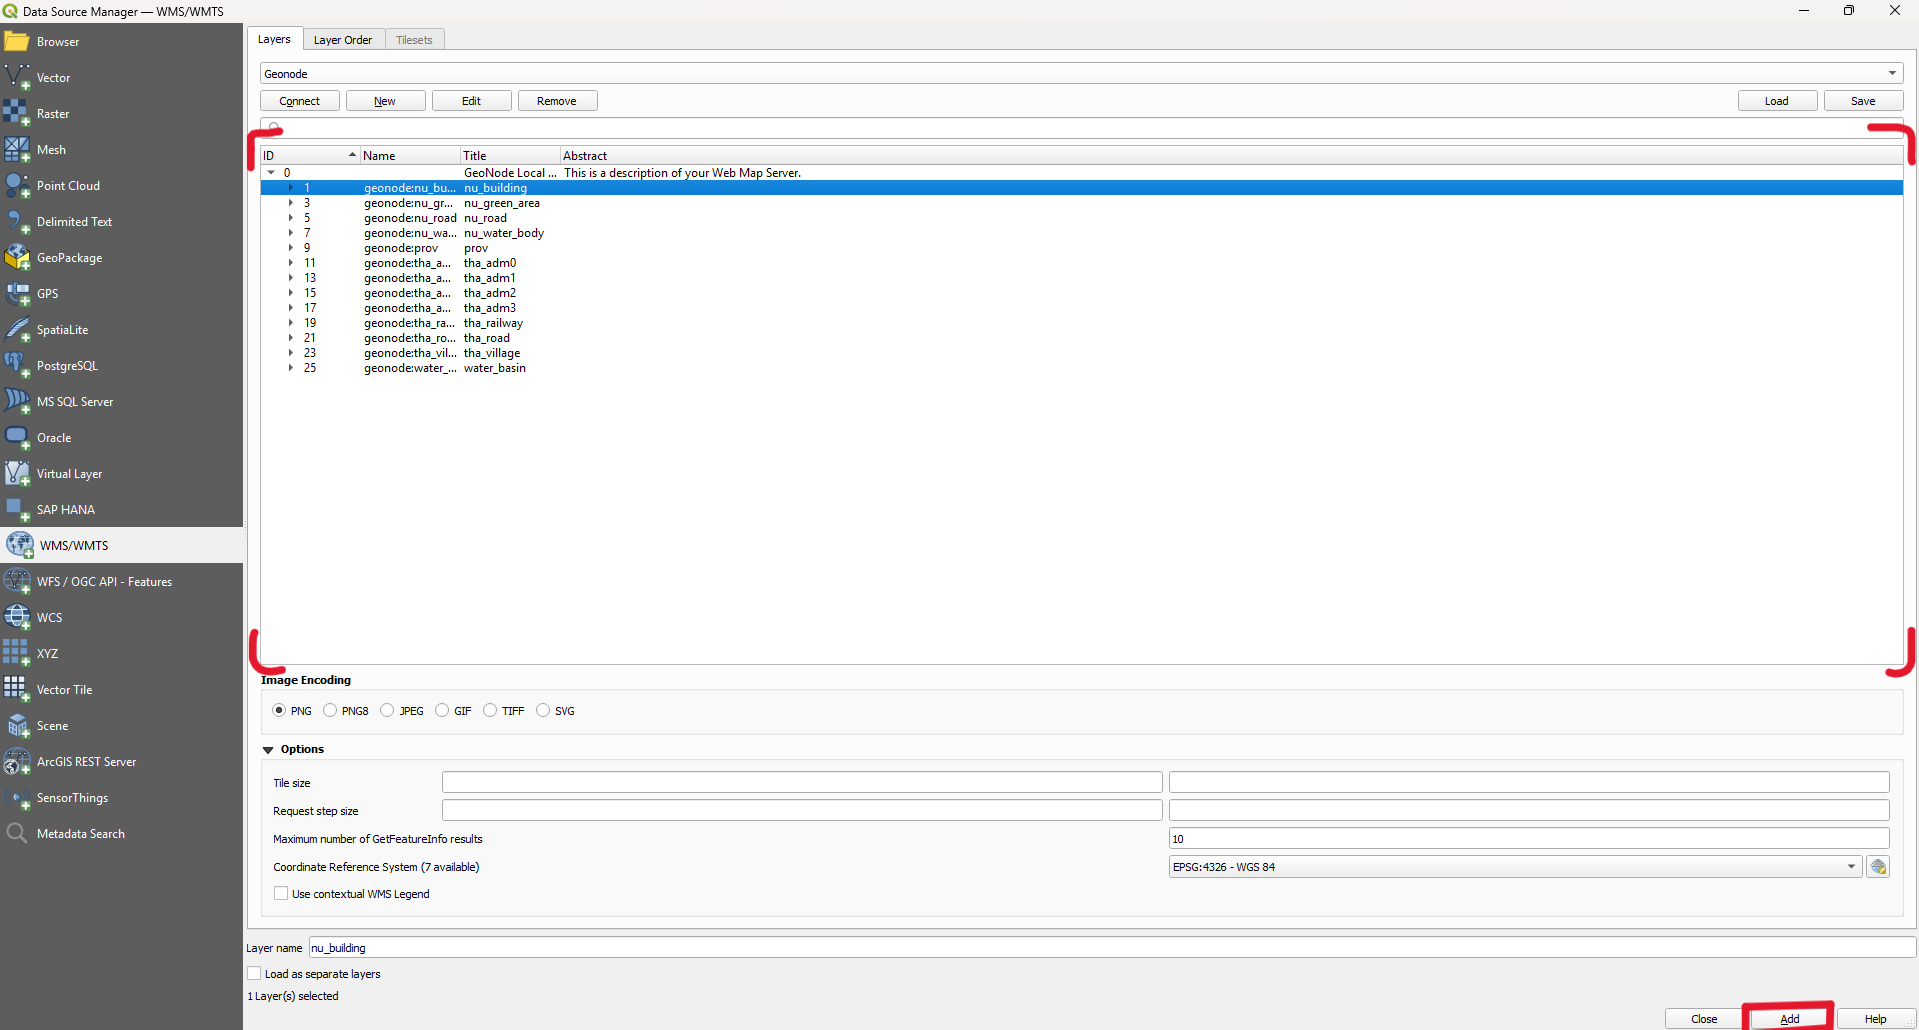 Data Source Manager — WMS/WMTS
Browser
Vector
Raster
Mesh
Point Cloud
Delimited Text
GeoPackage
GPS
SpatiaLite
PostgreSQL
MS SQL Server
Oracle
Virtual Layer
SAP HANA
WMS/WMTS
WFS / OGC API - Features
WCS
XYZ
Vector Tile
Scene
ArcGIS REST Server
SensorThings
Metadata Search
Layers Layer Order Tilesets
Geonode
Connect New Edit Remove Load Save
ID Name Title Abstract
0 GeoNode Local ... This is a description of your Web Map Server.
1 geonode:nu_bu... nu_building
3 geonode:nu_gr... nu_green_area
5 geonode:nu_road nu_road
7 geonode:nu_wa... nu_water_body
9 geonode:prov prov
11 geonode:tha_a... tha_adm0
13 geonode:tha_a... tha_adm1
15 geonode:tha_a... tha_adm2
17 geonode:tha_a... tha_adm3
19 geonode:tha_ra... tha_railway
21 geonode:tha_ro... tha_road
23 geonode:tha_vil... tha_village
25 geonode:water_... water_basin
Image Encoding
PNG PNG8 JPEG GIF TIFF SVG
Options
Tile size
Request step size
Maximum number of GetFeatureInfo results 10
Coordinate Reference System (7 available) EPSG:4326 - WGS 84
Use contextual WMS Legend
Layer name nu_building
Load as separate layers
1 Layer(s) selected
Close Add Help